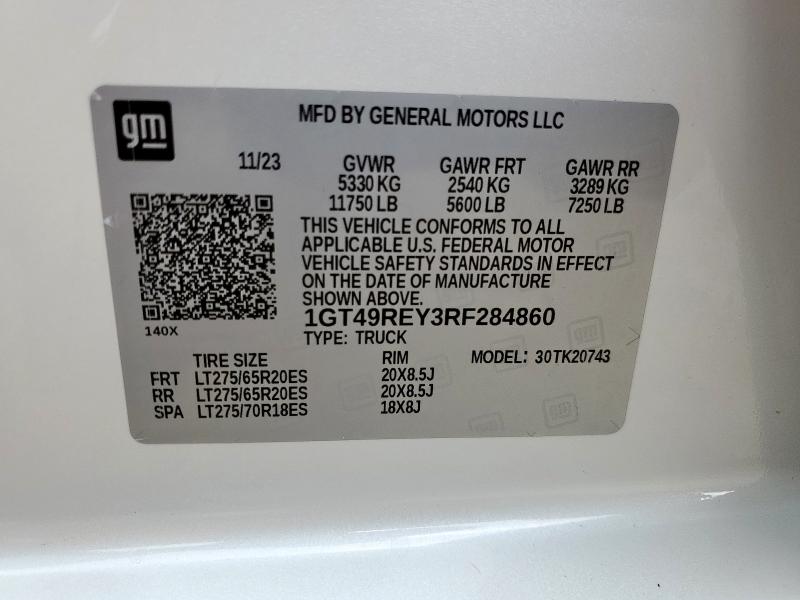 gm
MFD BY GENERAL MOTORS LLC
11/23 GVWR GAWR FRT GAWR RR
5330 KG 2540 KG 3289 KG
11750 LB 5600 LB 7250 LB
THIS VEHICLE CONFORMS TO ALL
APPLICABLE U.S. FEDERAL MOTOR
VEHICLE SAFETY STANDARDS IN EFFECT
ON THE DATE OF MANUFACTURE
SHOWN ABOVE.
140X
1GT49REY3RF284860
TYPE: TRUCK
TIRE SIZE RIM MODEL: 30TK20743
FRT LT275/65R20ES 20X8.5J
RR LT275/65R20ES 20X8.5J
SPA LT275/70R18ES 18X8J